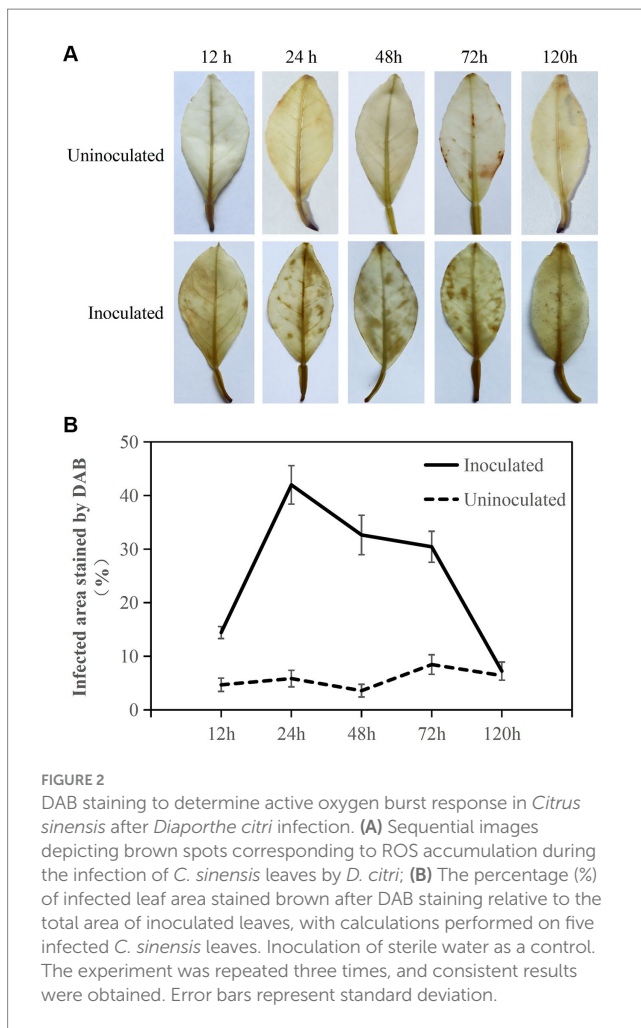 A
12 h 24 h 48h 72 h 120h
Uninoculated
Inoculated
B
Infected area stained by DAB
（%）
50
40
30
20
10
0
Inoculated
Uninoculated
12h 24h 48h 72h 120h
FIGURE 2
DAB staining to determine active oxygen burst response in Citrus
sinensis after Diaporthe citri infection. (A) Sequential images
depicting brown spots corresponding to ROS accumulation during
the infection of C. sinensis leaves by D. citri; (B) The percentage (%)
of infected leaf area stained brown after DAB staining relative to the
total area of inoculated leaves, with calculations performed on five
infected C. sinensis leaves. Inoculation of sterile water as a control.
The experiment was repeated three times, and consistent results
were obtained. Error bars represent standard deviation.